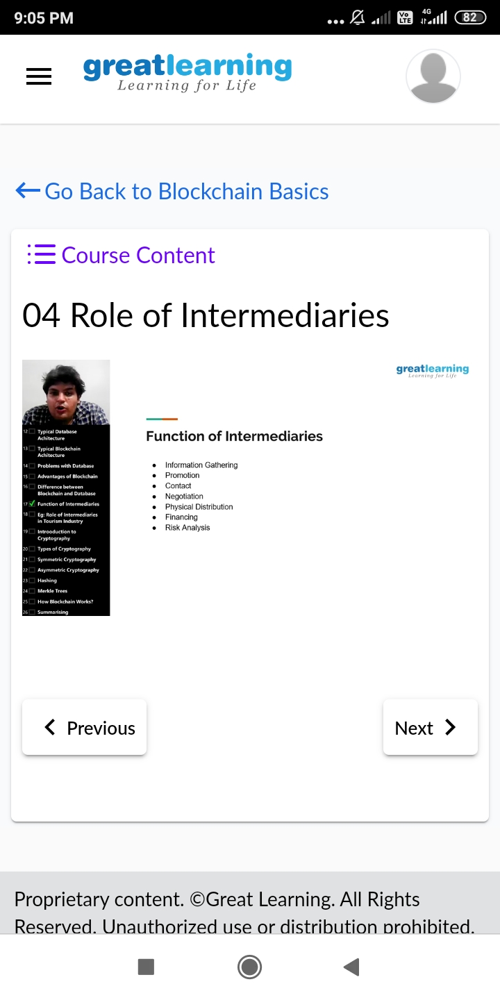 9:05 PM
Vo LTE
4G
82
greatlearning
Learning for Life
Go Back to Blockchain Basics
Course Content
04 Role of Intermediaries
greatlearning
Learning for Life
12 Typical Database
Achitecture
13 Typical Blockchain
Achitecture
14 Problems with Database
15 Advantages of Blockchain
16 Difference between
Blockchain and Database
17 Function of Intermediaries
18 Eg: Role of Intermediaries
in Tourism Industry
19 Introoduction to
Cryptography
20 Types of Cryptography
21 Symmetric Cryptography
22 Asymmetric Cryptography
23 Hashing
24 Merkle Trees
25 How Blockchain Works?
26 Summarising
Function of Intermediaries
Information Gathering
Promotion
Contact
Negotiation
Physical Distribution
Financing
Risk Analysis
Previous
Next
Proprietary content. ©Great Learning. All Rights
Reserved. Unauthorized use or distribution prohibited.